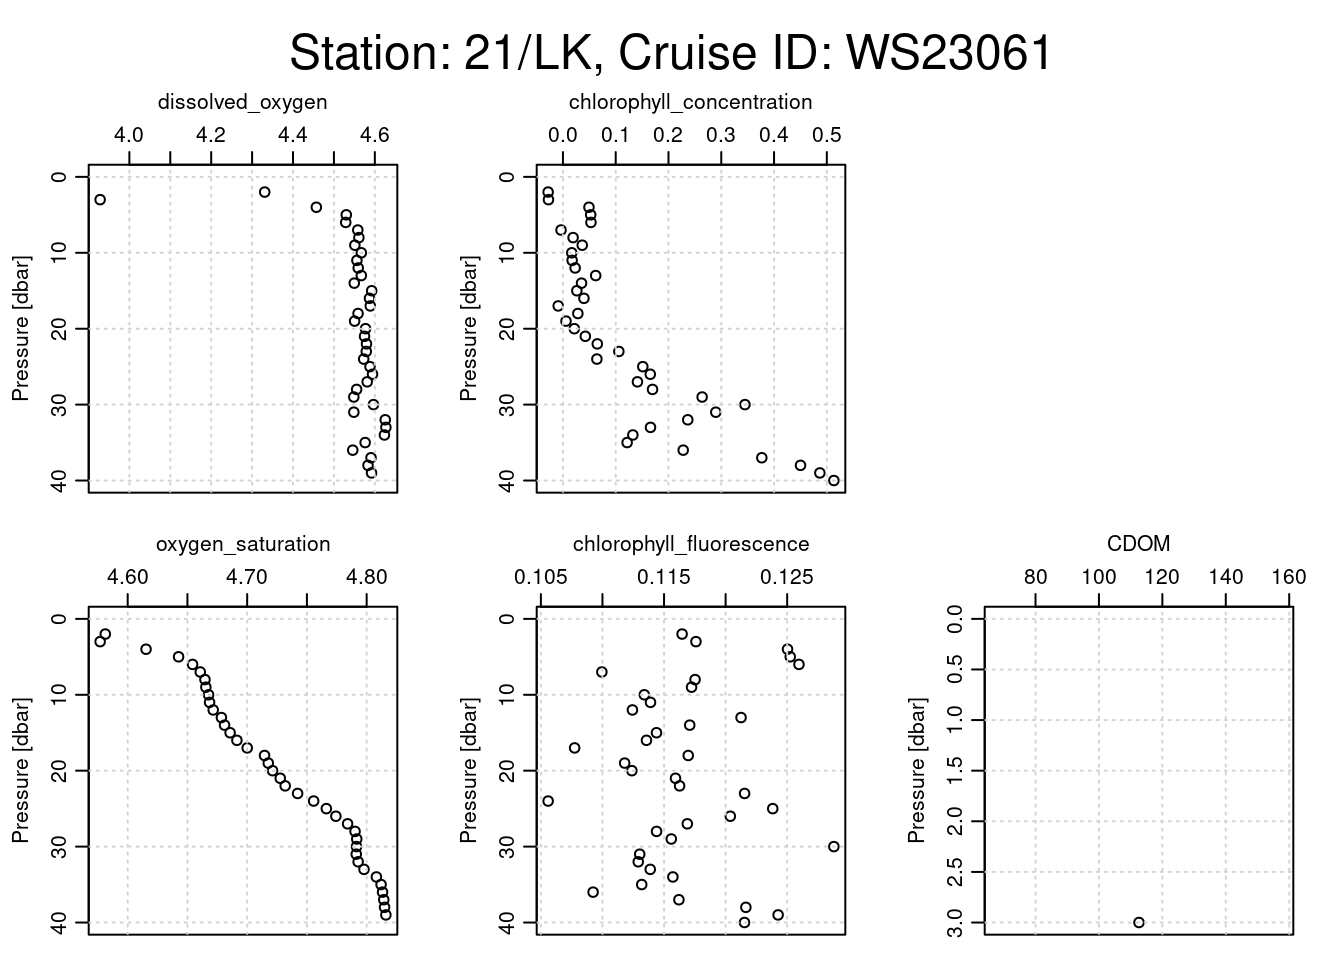 Station: 21/LK, Cruise ID: WS23061
dissolved_oxygen
4.0 4.2 4.4 4.6
Pressure [dbar]
0 10 20 30 40
chlorophyll_concentration
0.0 0.1 0.2 0.3 0.4 0.5
Pressure [dbar]
0 10 20 30 40
oxygen_saturation
4.60 4.70 4.80
Pressure [dbar]
0 10 20 30 40
chlorophyll_fluorescence
0.105 0.115 0.125
Pressure [dbar]
0 10 20 30 40
CDOM
80 100 120 140 160
Pressure [dbar]
0.0 0.5 1.0 1.5 2.0 2.5 3.0